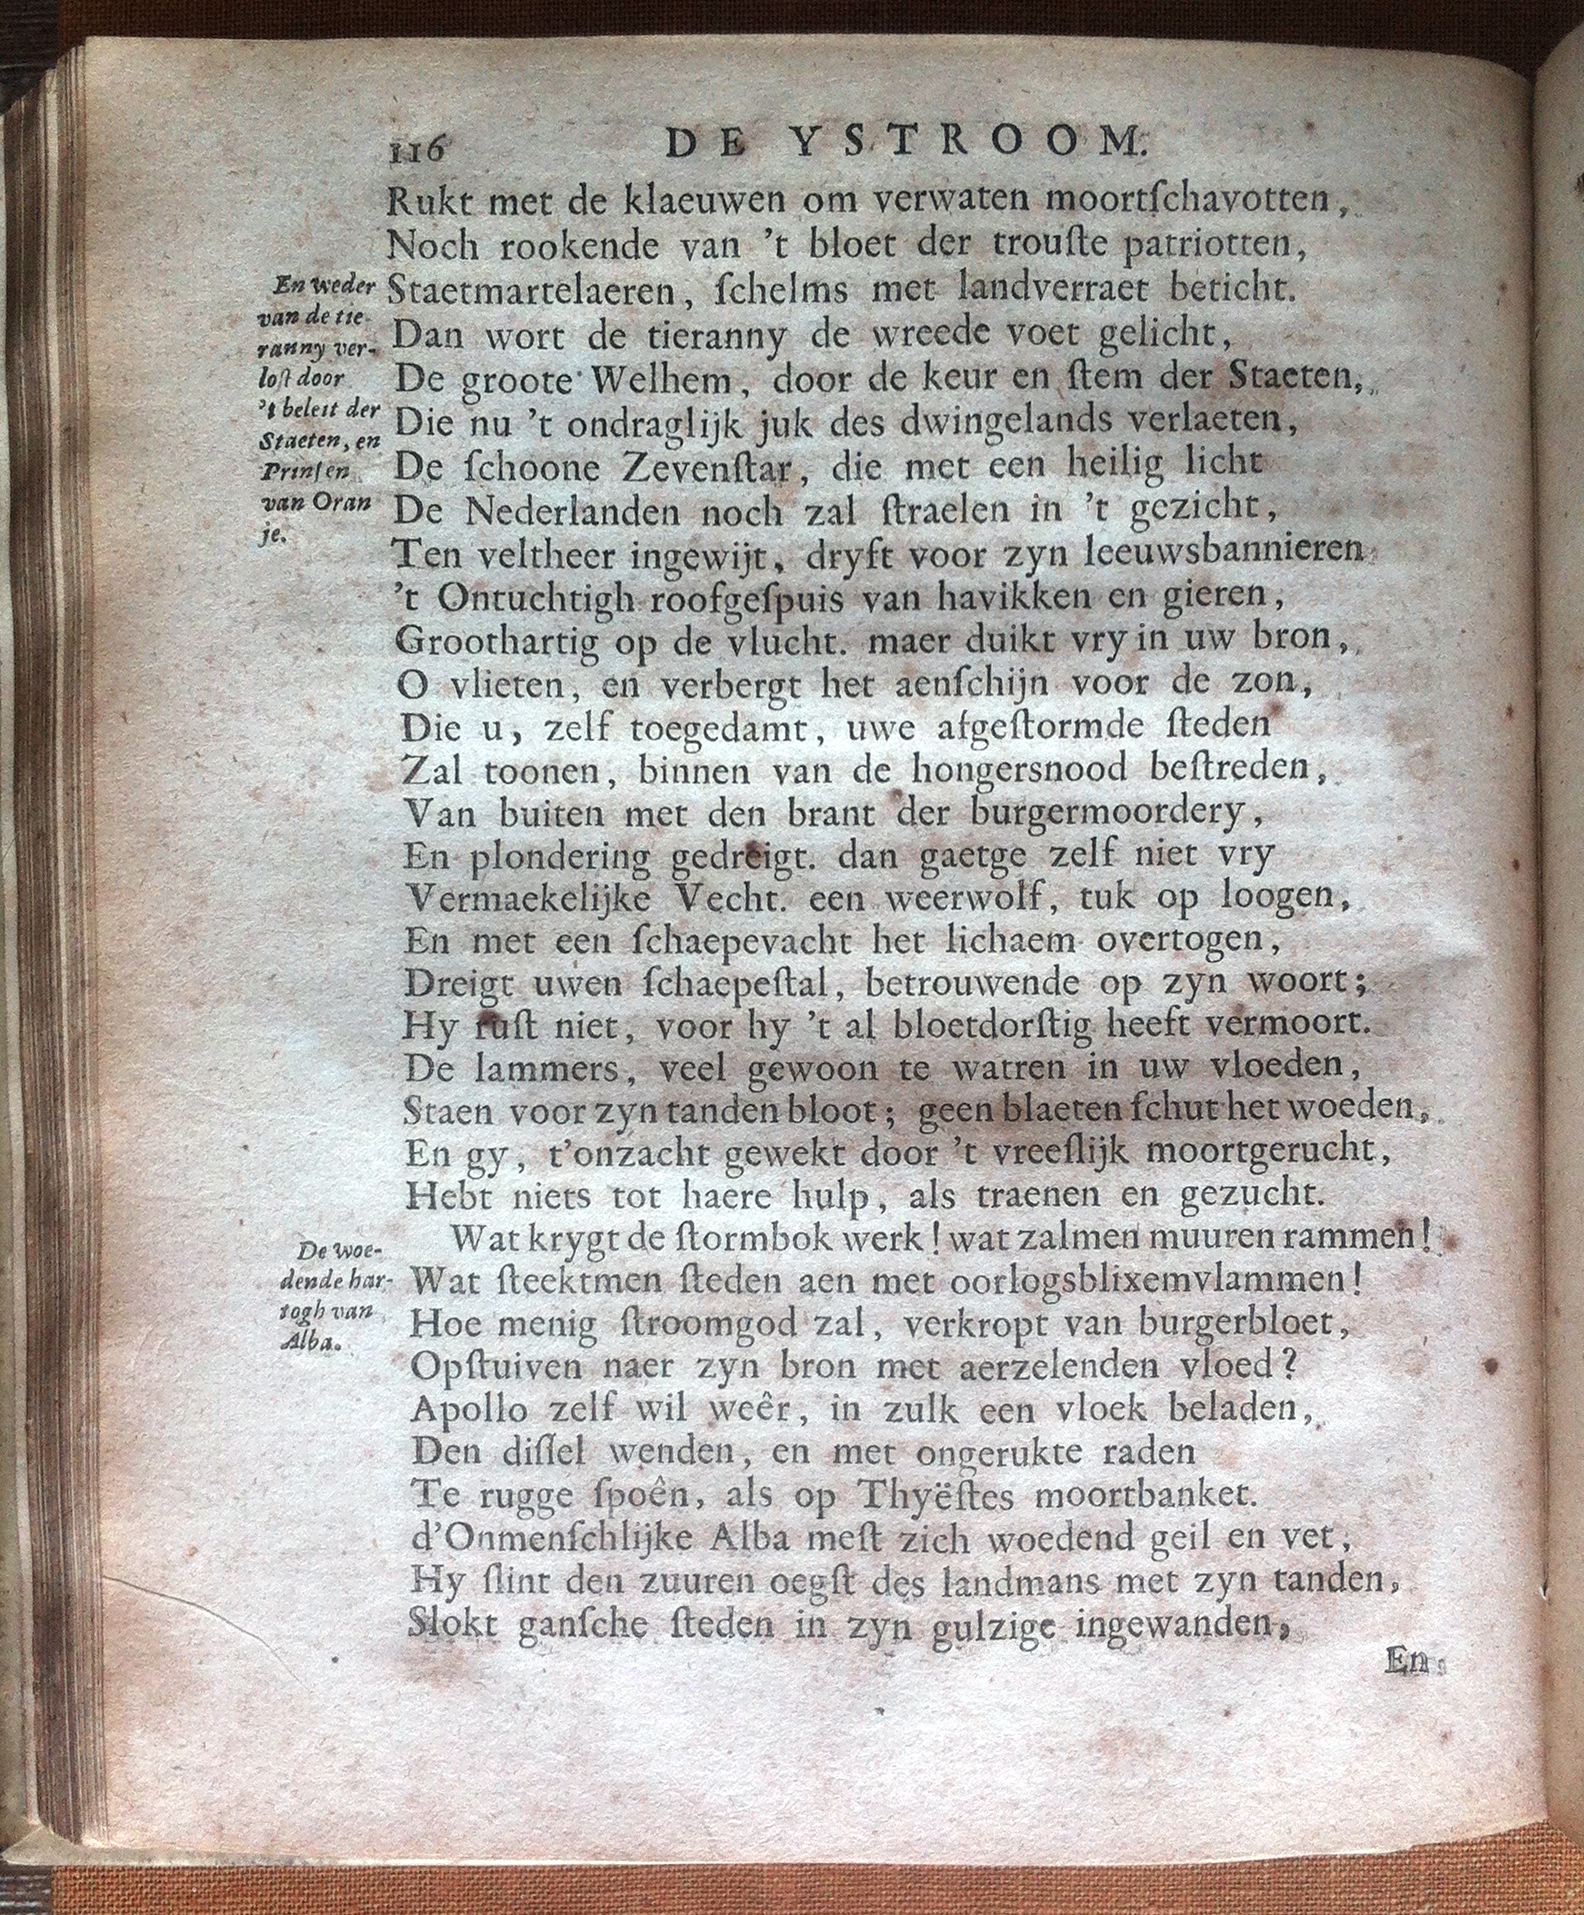 116 DE YSTROOM.
Rukt met de klaeuwen om verwaten moortſchavotten,
Noch rookende van 't bloet der trouſte patriotten,
Staetmartelaeren, ſchelms met landverraet beticht.
Dan wort de tieranny de wreede voet gelicht,
De groote Welhem, door de keur en ſtem der Staeten,
Die nu 't ondraglijk juk des dwingelands verlaeten,
De ſchoone Zevenſtar, die met een heilig licht
De Nederlanden noch zal ſtraelen in 't gezicht,
Ten veltheer ingewijt, dryft voor zyn leeuwsbannieren
't Ontuchtigh roofgeſpuis van havikken en gieren,
Groothartig op de vlucht. maer duikt vry in uw bron,
O vlieten, en verbergt het aenſchijn voor de zon,
Die u, zelf toegedamt, uwe afgeſtormde ſteden
Zal toonen, binnen van de hongersnood beſtreden,
Van buiten met den brant der burgermoordery,
En plondering gedreigt. dan gaetge zelf niet vry
Vermaekelijke Vecht. een weerwolf, tuk op loogen,
En met een ſchaepevacht het lichaem overtogen,
Dreigt uwen ſchaepeſtal, betrouwende op zyn woort;
Hy ruſt niet, voor hy 't al bloetdorſtig heeft vermoort.
De lammers, veel gewoon te watren in uw vloeden,
Staen voor zyn tanden bloot; geen blaeten ſchut het woeden,
En gy, t'onzacht gewekt door 't vreeſlijk moortgerucht,
Hebt niets tot haere hulp, als traenen en gezucht.
Wat krygt de ſtormbok werk! wat zalmen muuren rammen!
Wat ſteektmen ſteden aen met oorlogsblixemvlammen!
Hoe menig ſtroomgod zal, verkropt van burgerbloet,
Opſtuiven naer zyn bron met aerzelenden vloed?
Apollo zelf wil weêr, in zulk een vloek beladen,
Den diſſel wenden, en met ongerukte raden
Te rugge ſpoên, als op Thyëſtes moortbanket.
d'Onmenſchlijke Alba meſt zich woedend geil en vet,
Hy ſlint den zuuren oegſt des landmans met zyn tanden,
Slokt ganſche ſteden in zyn gulzige ingewanden,
En
En weder
van de tie-
ranny ver-
loſt door
't beleit der
Staeten, en
Prinſen
van Oran
je.
De woe-
dende har-
togh van
Alba.